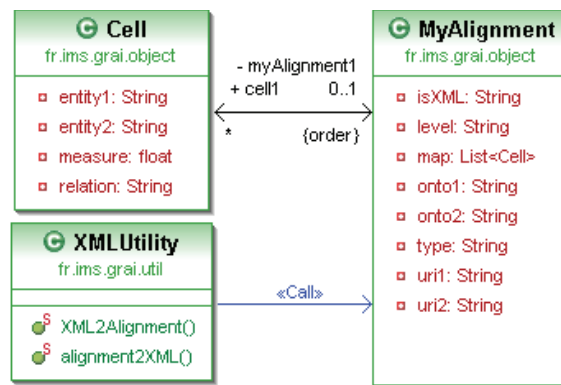 C Cell
fr.ims.grai.object
entity1: String
entity2: String
measure: float
relation: String
- myAlignment1
+ cell1 0..1
* {order}
C MyAlignment
fr.ims.grai.object
isXML: String
level: String
map: List<Cell>
onto1: String
onto2: String
type: String
uri1: String
uri2: String
C XMLUtility
fr.ims.grai.util
S XML2Alignment()
S alignment2XML()
«Call»